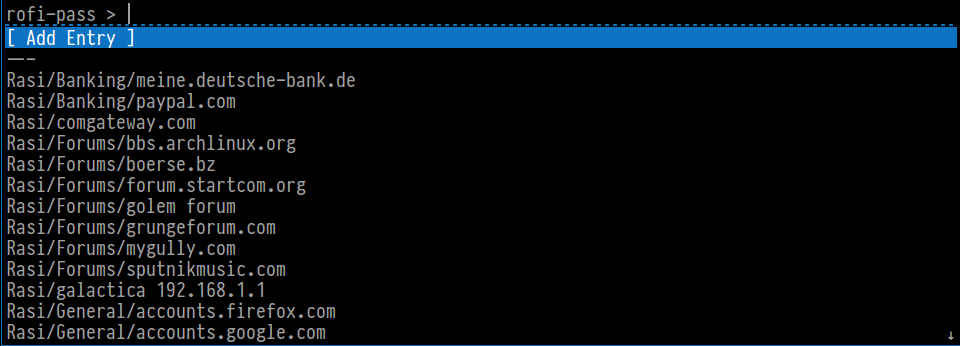 rofi-pass >
[ Add Entry ]
---
Rasi/Banking/meine.deutsche-bank.de
Rasi/Banking/paypal.com
Rasi/comgateway.com
Rasi/Forums/bbs.archlinux.org
Rasi/Forums/boerse.bz
Rasi/Forums/forum.startcom.org
Rasi/Forums/golem forum
Rasi/Forums/grungeforum.com
Rasi/Forums/mygully.com
Rasi/Forums/sputnikmusic.com
Rasi/galactica 192.168.1.1
Rasi/General/accounts.firefox.com
Rasi/General/accounts.google.com
↓